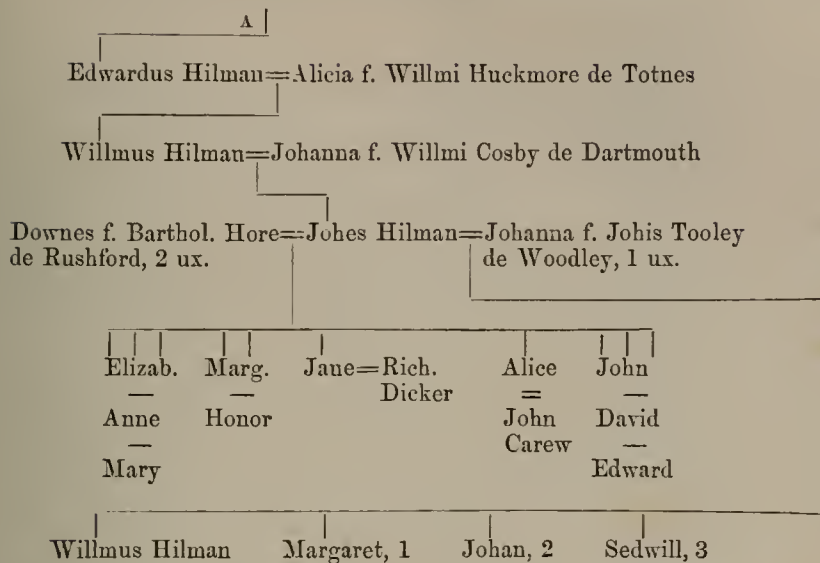 A
Edwardus Hilman=Alicia f. Willmi Huckmore de Totnes
Willmus Hilman=Johanna f. Willmi Cosby de Dartmouth
Downes f. Barthol. Hore=Johes Hilman=Johanna f. Johis Tooley
de Rushford, 2 ux. de Woodley, 1 ux.
Elizab. Marg. Jane=Rich. Alice John
Dicker =
— — John —
Anne Honor Carew David
— —
Mary Edward
Willmus Hilman Margaret, 1 Johan, 2 Sedwill, 3